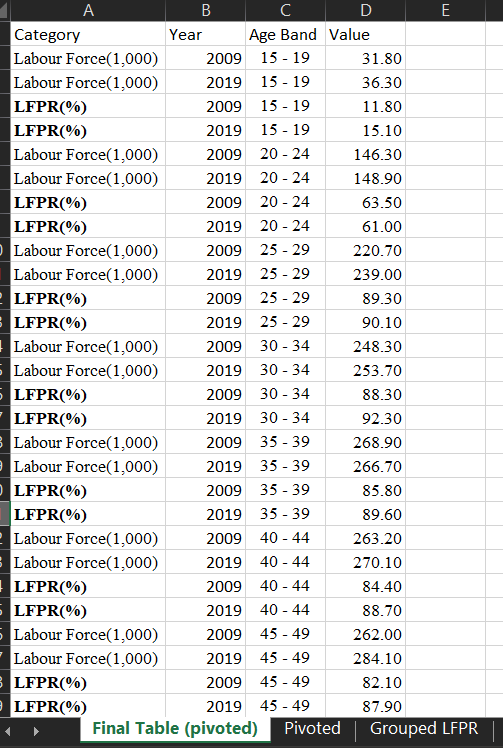 A B C D E
Category Year Age Band Value
Labour Force(1,000) 2009 15 - 19 31.80
Labour Force(1,000) 2019 15 - 19 36.30
LFPR(%) 2009 15 - 19 11.80
LFPR(%) 2019 15 - 19 15.10
Labour Force(1,000) 2009 20 - 24 146.30
Labour Force(1,000) 2019 20 - 24 148.90
LFPR(%) 2009 20 - 24 63.50
LFPR(%) 2019 20 - 24 61.00
Labour Force(1,000) 2009 25 - 29 220.70
Labour Force(1,000) 2019 25 - 29 239.00
LFPR(%) 2009 25 - 29 89.30
LFPR(%) 2019 25 - 29 90.10
Labour Force(1,000) 2009 30 - 34 248.30
Labour Force(1,000) 2019 30 - 34 253.70
LFPR(%) 2009 30 - 34 88.30
LFPR(%) 2019 30 - 34 92.30
Labour Force(1,000) 2009 35 - 39 268.90
Labour Force(1,000) 2019 35 - 39 266.70
LFPR(%) 2009 35 - 39 85.80
LFPR(%) 2019 35 - 39 89.60
Labour Force(1,000) 2009 40 - 44 263.20
Labour Force(1,000) 2019 40 - 44 270.10
LFPR(%) 2009 40 - 44 84.40
LFPR(%) 2019 40 - 44 88.70
Labour Force(1,000) 2009 45 - 49 262.00
Labour Force(1,000) 2019 45 - 49 284.10
LFPR(%) 2009 45 - 49 82.10
LFPR(%) 2019 45 - 49 87.90
Final Table (pivoted) Pivoted Grouped LFPR